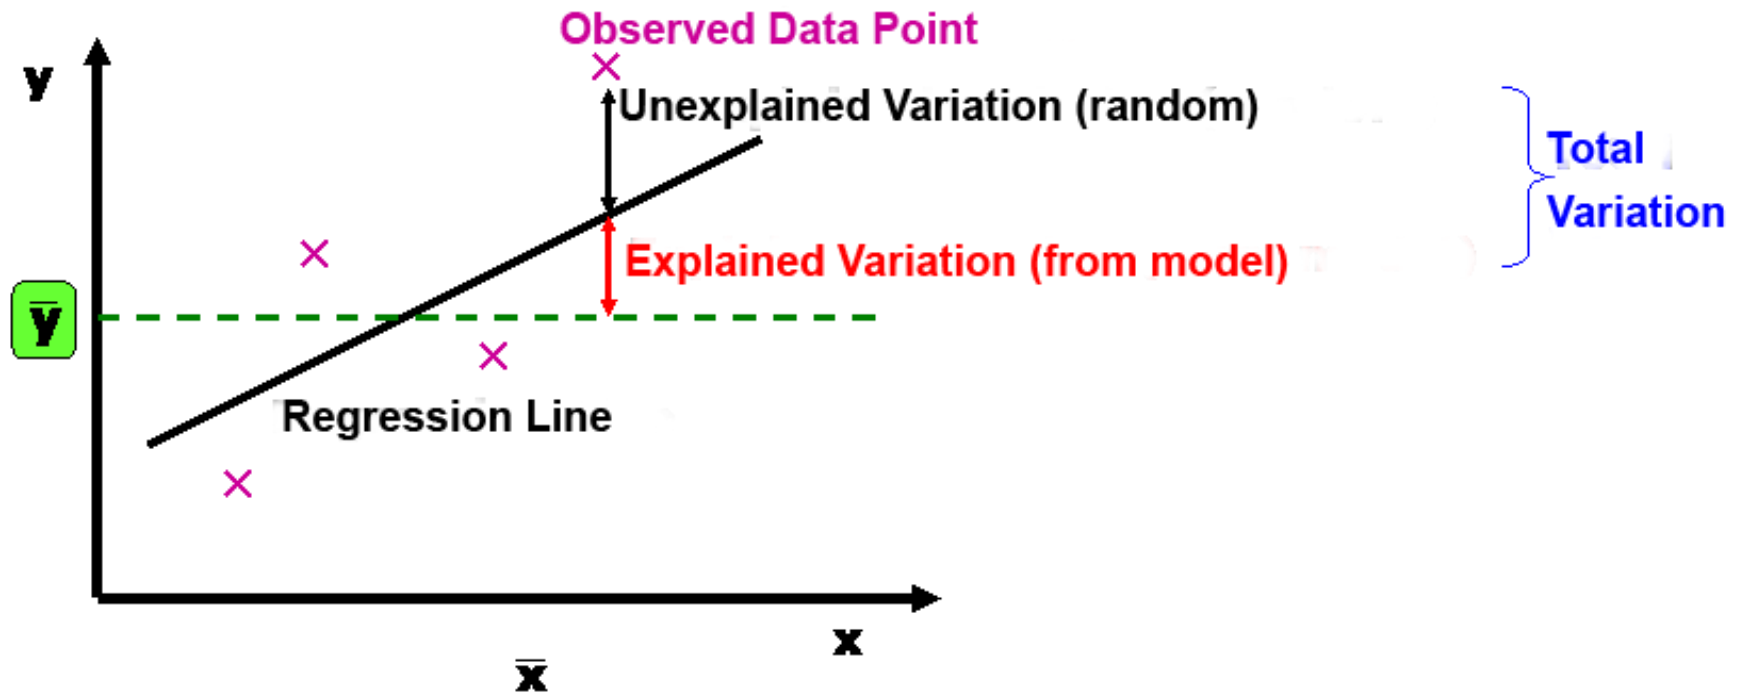 Observed Data Point
y
Unexplained Variation (random)
Total
Variation
Explained Variation (from model)
y̅
Regression Line
x
x̅